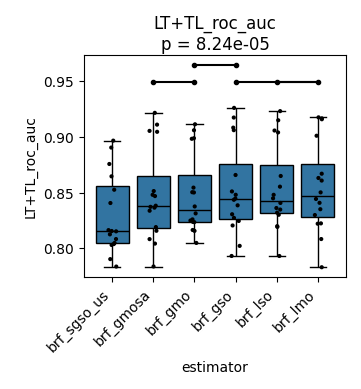 LT+TL_roc_auc
p = 8.24e-05
0.95
0.90
0.85
0.80
LT+TL_roc_auc
brf_sgso_us
brf_gmosa
brf_gmo
brf_gso
brf_lso
brf_lmo
estimator